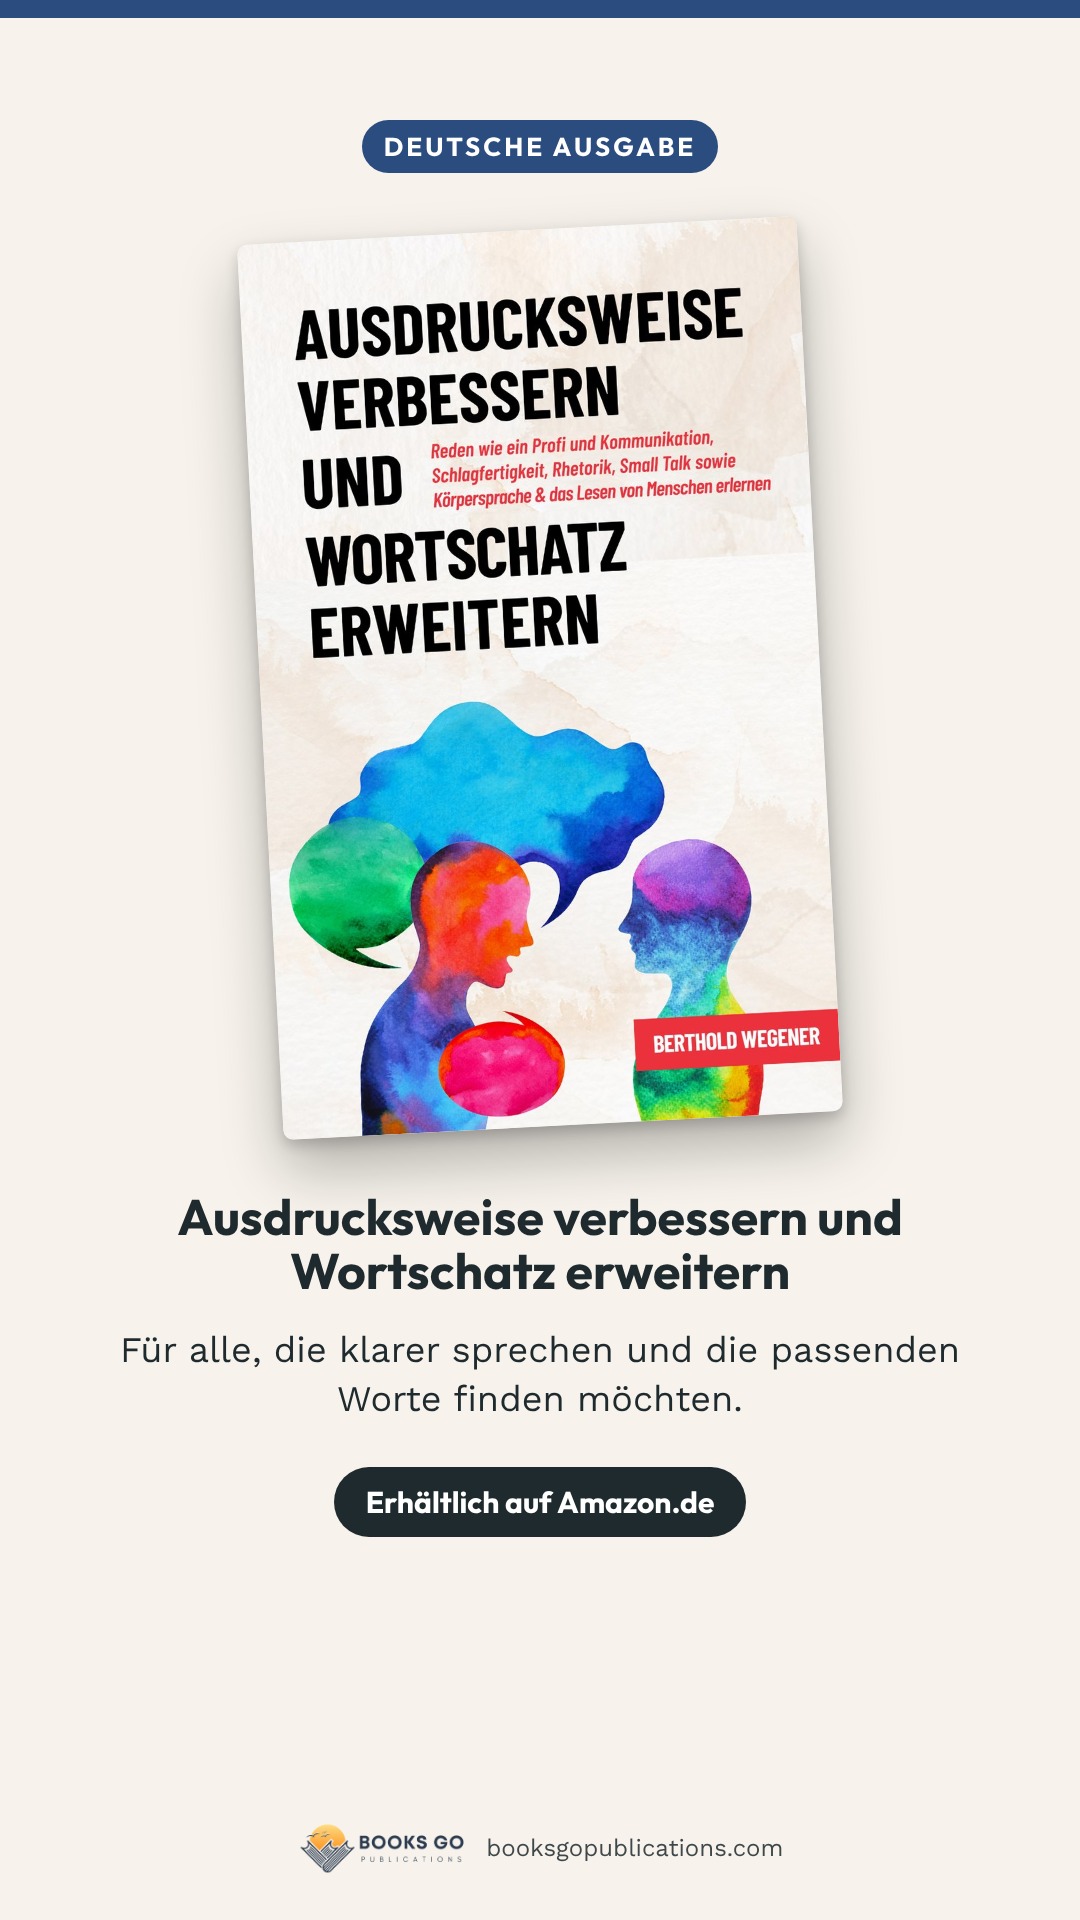 DEUTSCHE AUSGABE
AUSDRUCKSWEISE
VERBESSERN
UND
Reden wie ein Profi und Kommunikation,
Schlagfertigkeit, Rhetorik, Small Talk sowie
Körpersprache & das Lesen von Menschen erlernen
WORTSCHATZ
ERWEITERN
BERTHOLD WEGENER
Ausdrucksweise verbessern und
Wortschatz erweitern
Für alle, die klarer sprechen und die passenden
Worte finden möchten.
Erhältlich auf Amazon.de
BOOKS GO
PUBLICATIONS
booksgopublications.com